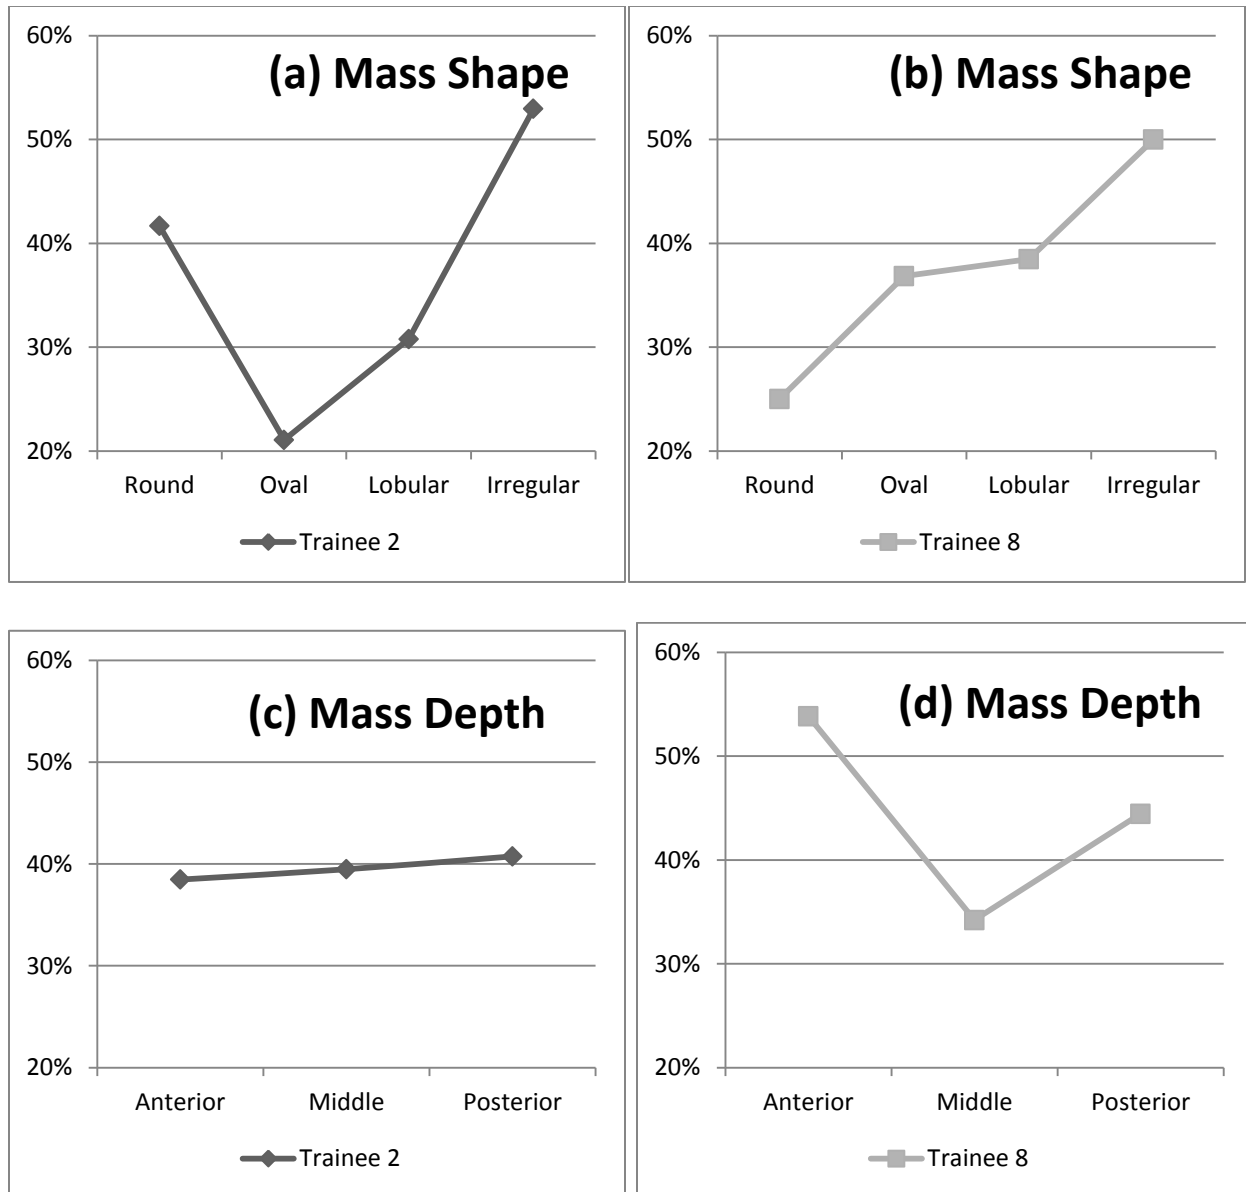 (a) Mass Shape
60%
50%
40%
30%
20%
Round Oval Lobular Irregular
Trainee 2
(b) Mass Shape
60%
50%
40%
30%
20%
Round Oval Lobular Irregular
Trainee 8
(c) Mass Depth
60%
50%
40%
30%
20%
Anterior Middle Posterior
Trainee 2
(d) Mass Depth
60%
50%
40%
30%
20%
Anterior Middle Posterior
Trainee 8